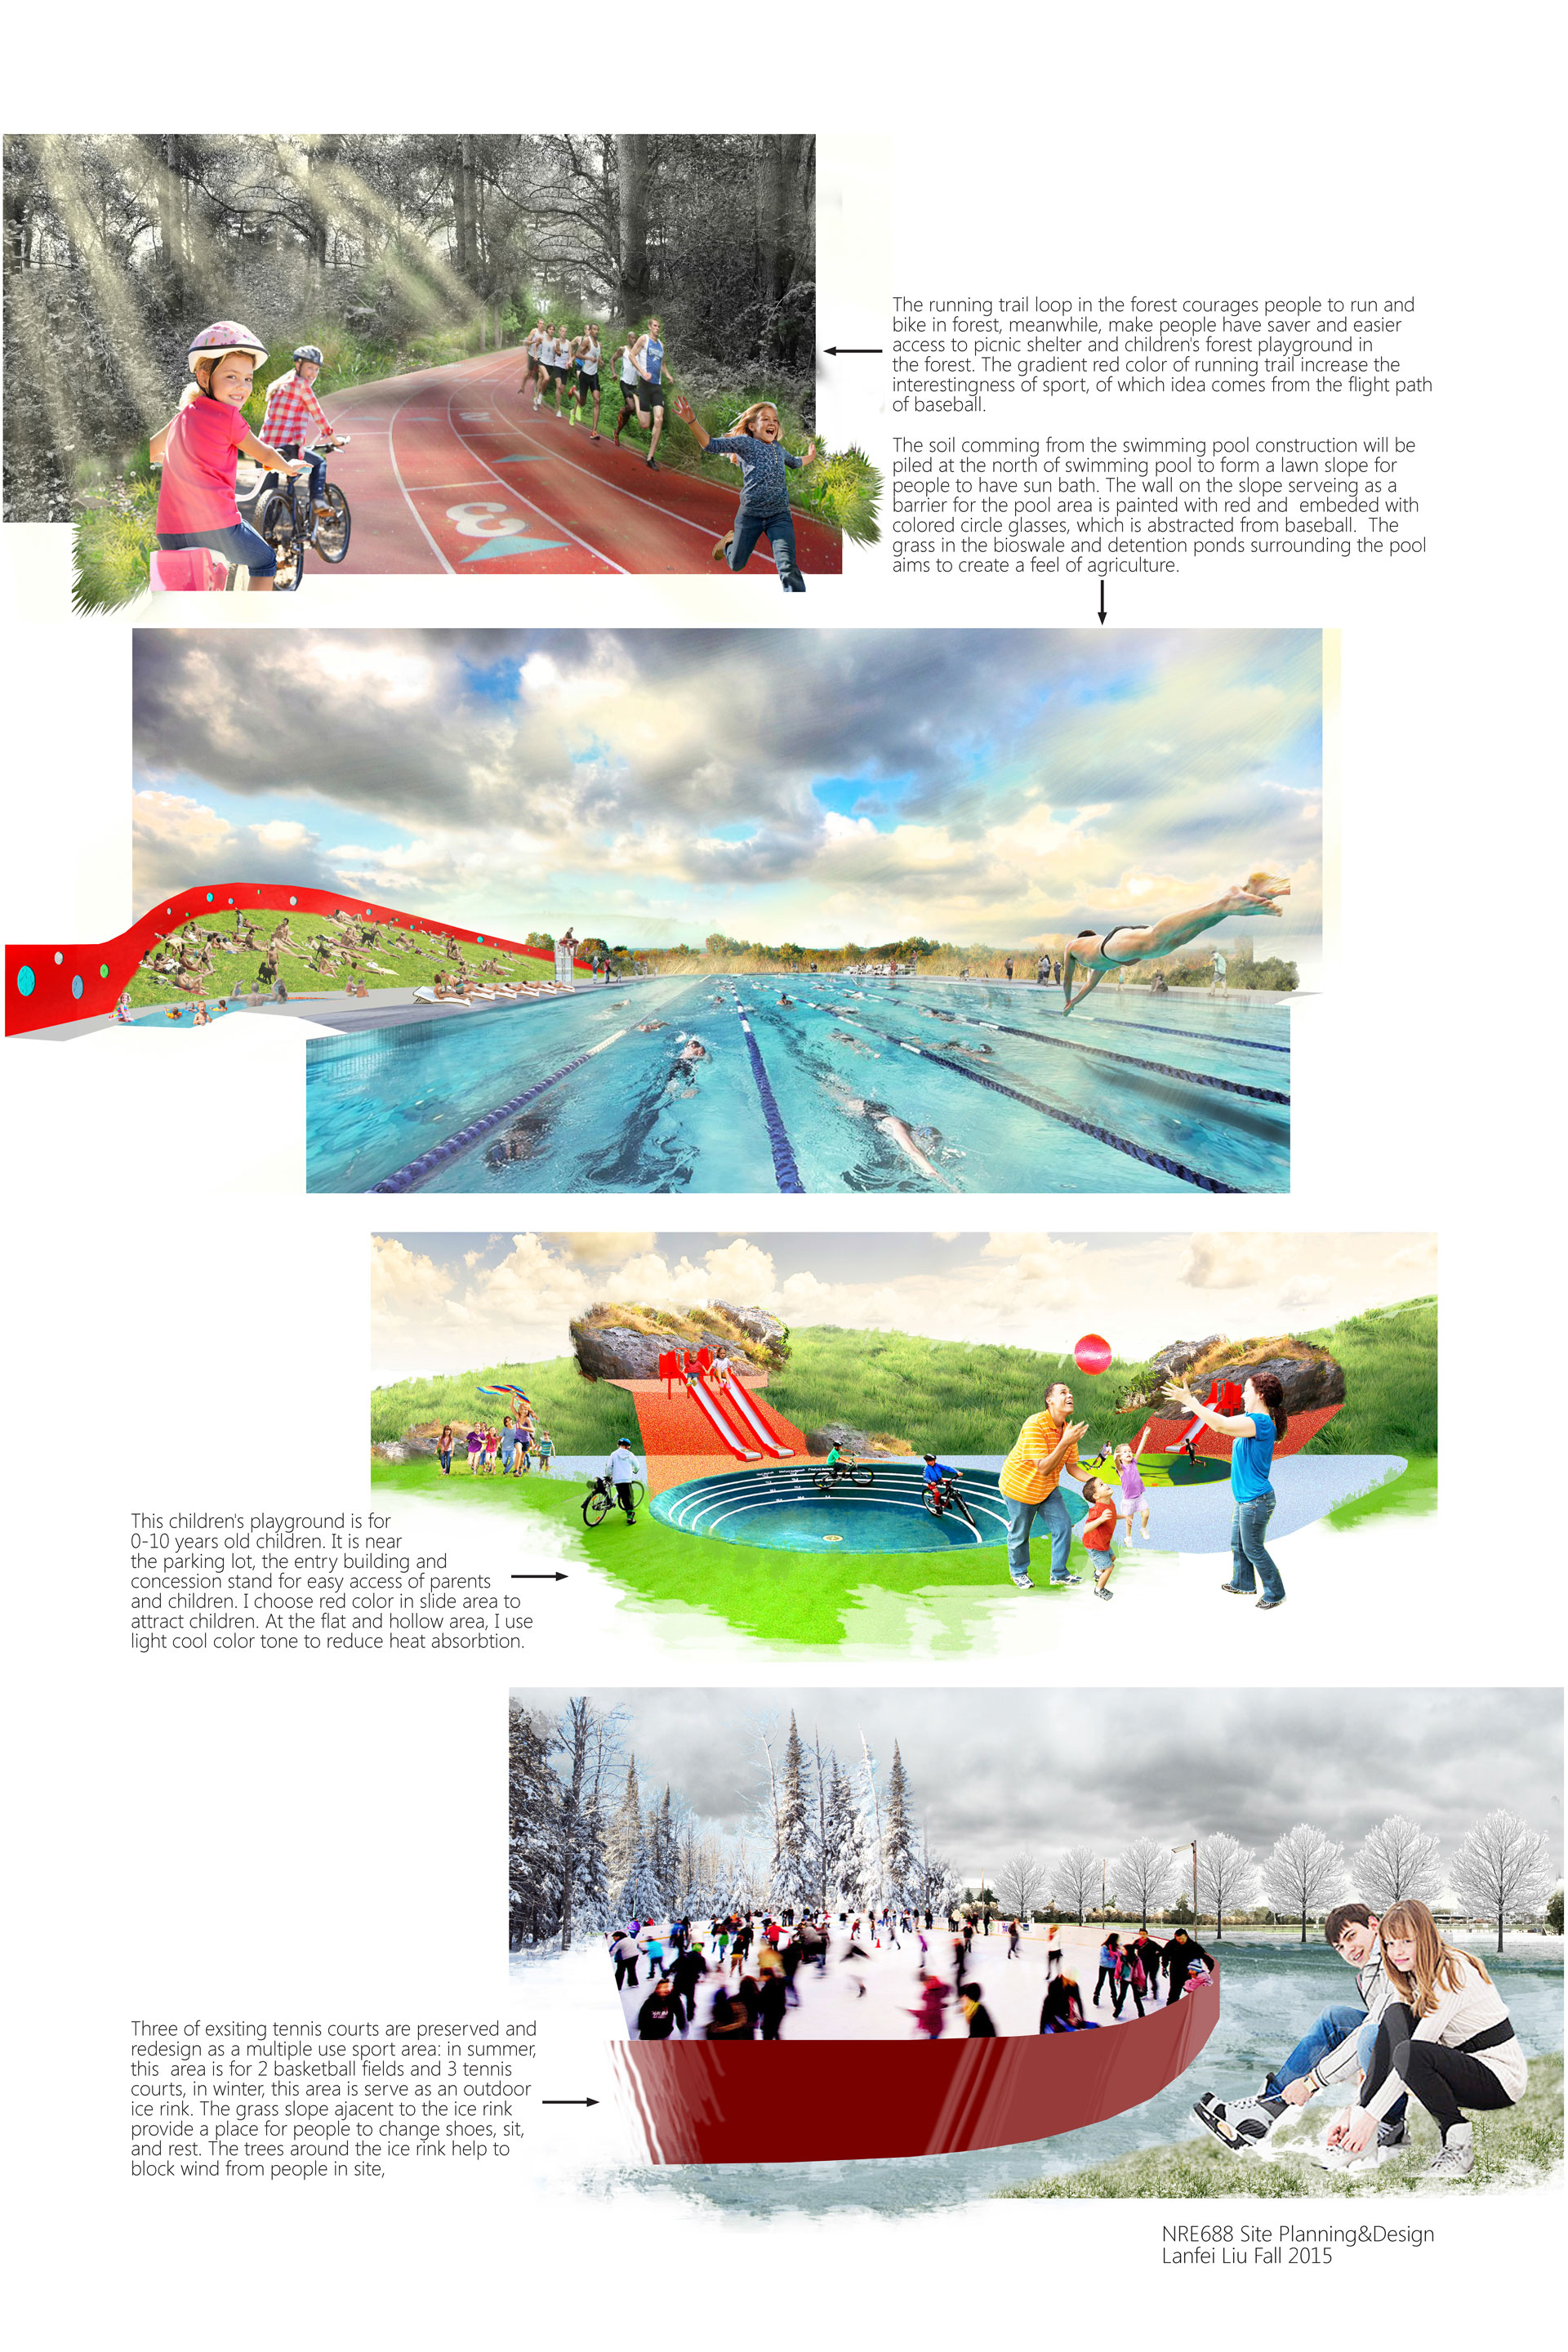 The running trail loop in the forest courages people to run and
bike in forest, meanwhile, make people have saver and easier
access to picnic shelter and children's forest playground in
the forest. The gradient red color of running trail increase the
interestingness of sport, of which idea comes from the flight path
of baseball.
The soil comming from the swimming pool construction will be
piled at the north of swimming pool to form a lawn slope for
people to have sun bath. The wall on the slope serveing as a
barrier for the pool area is painted with red and embeded with
colored circle glasses, which is abstracted from baseball. The
grass in the bioswale and detention ponds surrounding the pool
aims to create a feel of agriculture.
3
2
This children's playground is for
0-10 years old children. It is near
the parking lot, the entry building and
concession stand for easy access of parents
and children. I choose red color in slide area to
attract children. At the flat and hollow area, I use
light cool color tone to reduce heat absorbtion.
Three of exsiting tennis courts are preserved and
redesign as a multiple use sport area: in summer,
this area is for 2 basketball fields and 3 tennis
courts, in winter, this area is serve as an outdoor
ice rink. The grass slope ajacent to the ice rink
provide a place for people to change shoes, sit,
and rest. The trees around the ice rink help to
block wind from people in site,
NRE688 Site Planning&Design
Lanfei Liu Fall 2015